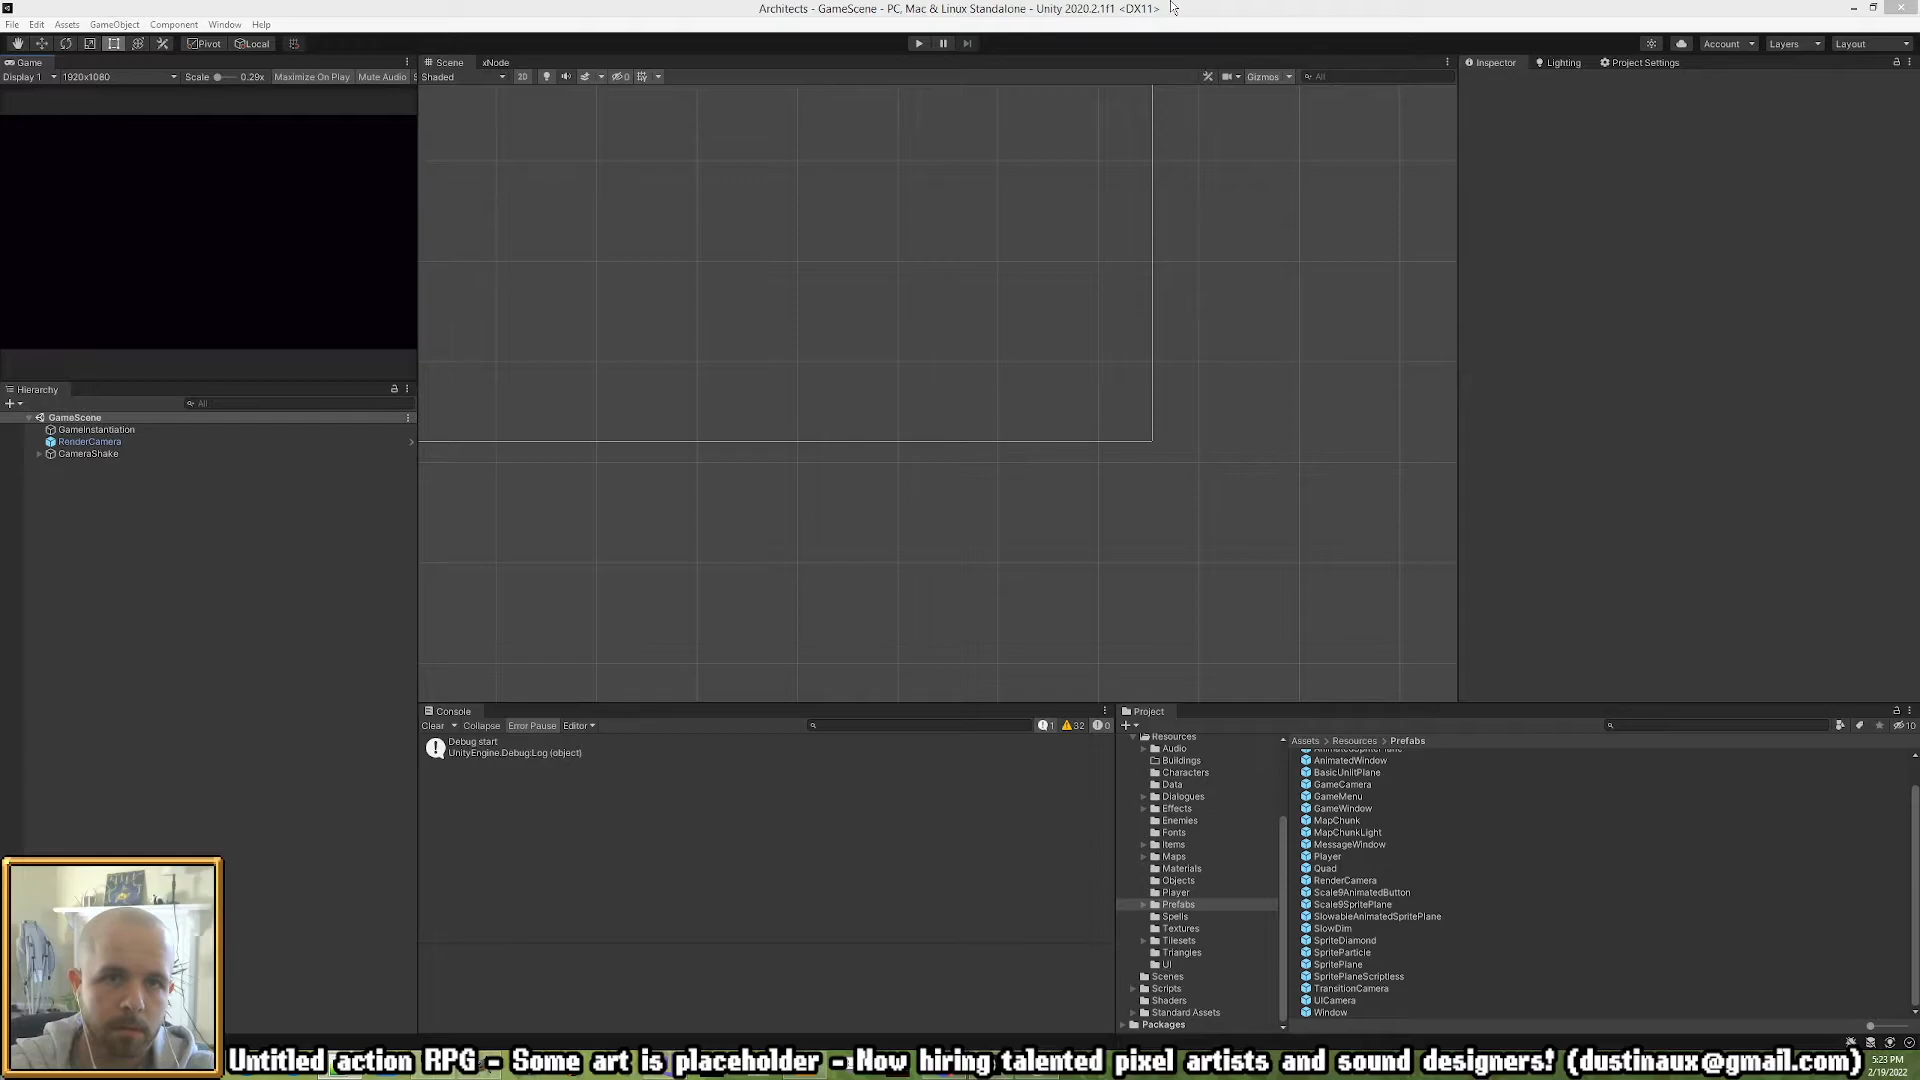 Architects - GameScene - PC, Mac & Linux Standalone - Unity 2020.2.1f1 <DX11>
File Edit Assets GameObject Component Window Help
Pivot Local Account Layers Layout
Game Scene xNode Inspector Lighting Project Settings
Display 1 1920x1080 Scale 0.29x Maximize On Play Mute Audio S Shaded 2D 0 Gizmos All
Hierarchy
All
GameScene
GameInstantiation
RenderCamera
CameraShake
Console
Clear Collapse Error Pause Editor 1 32 0
Debug start
UnityEngine.Debug:Log (object)
Project
10
Resources
Audio
Buildings
Characters
Data
Dialogues
Effects
Enemies
Fonts
Items
Maps
Materials
Objects
Player
Prefabs
Spells
Textures
Tilesets
Triangles
UI
Scenes
Scripts
Shaders
Standard Assets
Packages
Assets Resources Prefabs
AnimatedSpritePlane
AnimatedWindow
BasicUnlitPlane
GameCamera
GameMenu
GameWindow
MapChunk
MapChunkLight
MessageWindow
Player
Quad
RenderCamera
Scale9AnimatedButton
Scale9SpritePlane
SlowableAnimatedSpritePlane
SlowDim
SpriteDiamond
SpriteParticle
SpritePlane
SpritePlaneScriptless
TransitionCamera
UICamera
Window
Untitled action RPG - Some art is placeholder - Now hiring talented pixel artists and sound designers! (dustinaux@gmail.com)
5:23 PM
2/19/2022